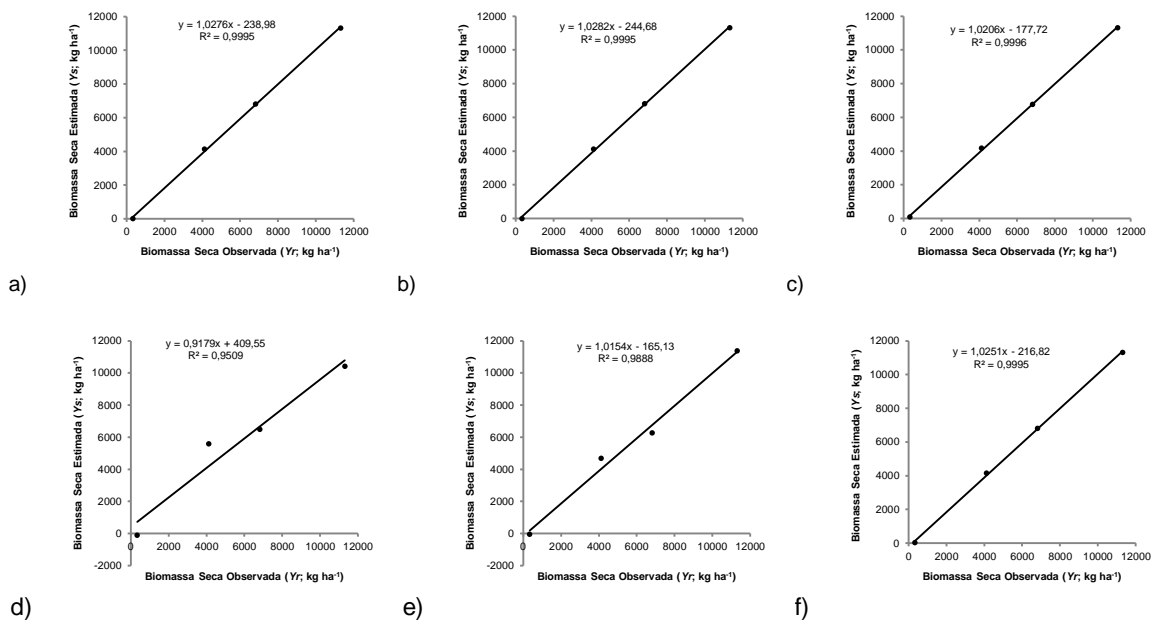 y = 1,0276x - 238,98
R² = 0,9995
12000
10000
8000
6000
4000
2000
0
0 2000 4000 6000 8000 10000 12000
Biomassa Seca Estimada (Ys; kg ha⁻¹)
Biomassa Seca Observada (Yr; kg ha⁻¹)
a)
y = 1,0282x - 244,68
R² = 0,9995
12000
10000
8000
6000
4000
2000
0
0 2000 4000 6000 8000 10000 12000
Biomassa Seca Estimada (Ys; kg ha⁻¹)
Biomassa Seca Observada (Yr; kg ha⁻¹)
b)
y = 1,0206x - 177,72
R² = 0,9996
12000
10000
8000
6000
4000
2000
0
0 2000 4000 6000 8000 10000 12000
Biomassa Seca Estimada (Ys; kg ha⁻¹)
Biomassa Seca Observada (Yr; kg ha⁻¹)
c)
y = 0,9179x + 409,55
R² = 0,9509
12000
10000
8000
6000
4000
2000
0
-2000
0 2000 4000 6000 8000 10000 12000
Biomassa Seca Estimada (Ys; kg ha⁻¹)
Biomassa Seca Observada (Yr; kg ha⁻¹)
d)
y = 1,0154x - 165,13
R² = 0,9888
12000
10000
8000
6000
4000
2000
0
-2000
0 2000 4000 6000 8000 10000 12000
Biomassa Seca Estimada (Ys; kg ha⁻¹)
Biomassa Seca Observada (Yr; kg ha⁻¹)
e)
y = 1,0251x - 216,82
R² = 0,9995
12000
10000
8000
6000
4000
2000
0
0 2000 4000 6000 8000 10000 12000
Biomassa Seca Estimada (Ys; kg ha⁻¹)
Biomassa Seca Observada (Yr; kg ha⁻¹)
f)